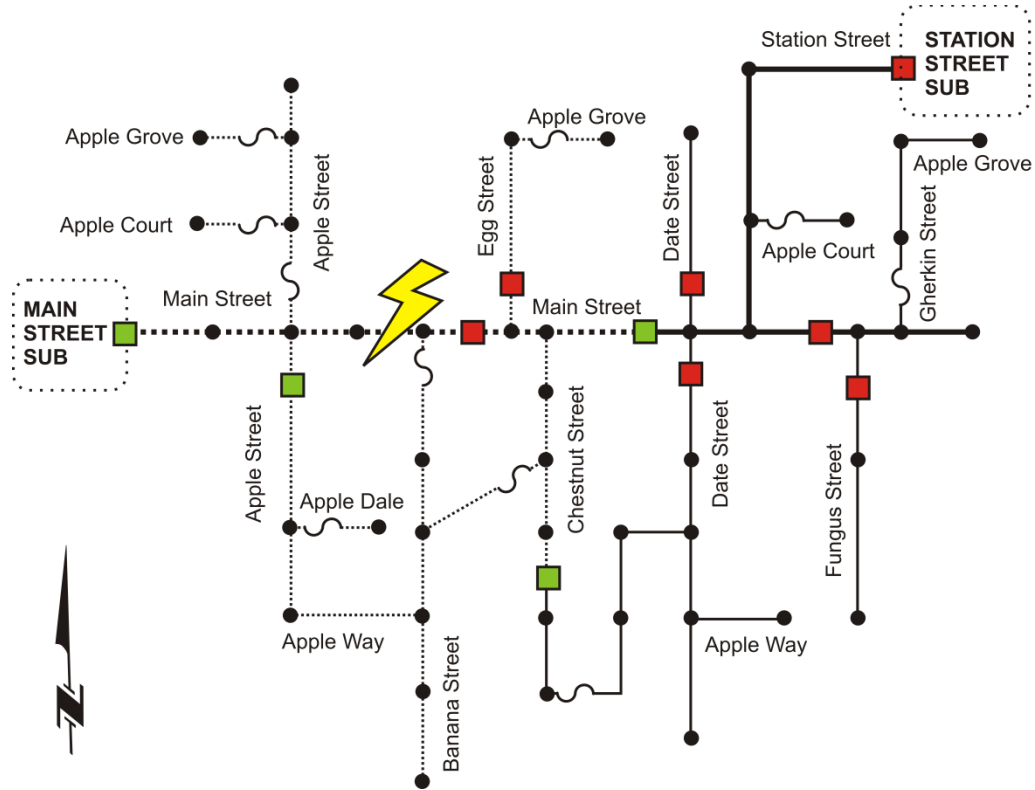 Station Street
STATION
STREET
SUB
Apple Grove
Apple Grove
Apple Grove
Apple Street
Egg Street
Date Street
Gherkin Street
Apple Court
Apple Court
MAIN
STREET
SUB
Main Street
Main Street
Apple Street
Apple Dale
Chestnut Street
Date Street
Fungus Street
Apple Way
Apple Way
Banana Street
N